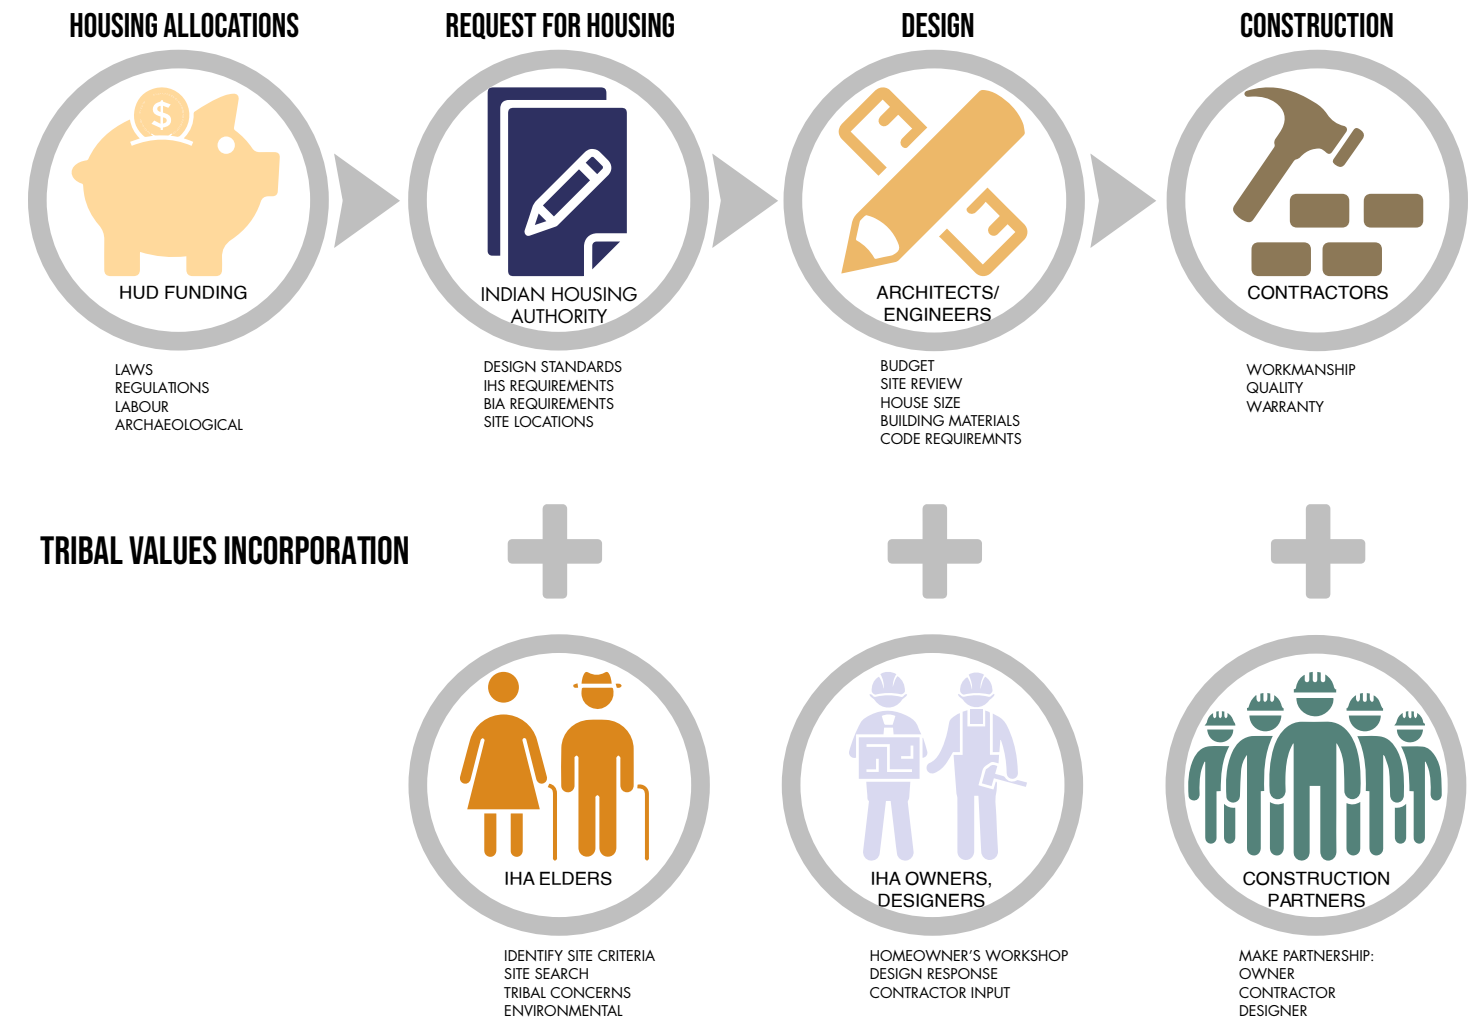 HOUSING ALLOCATIONS
$
HUD FUNDING
LAWS
REGULATIONS
LABOUR
ARCHAEOLOGICAL
REQUEST FOR HOUSING
INDIAN HOUSING
AUTHORITY
DESIGN STANDARDS
IHS REQUIREMENTS
BIA REQUIREMENTS
SITE LOCATIONS
DESIGN
ARCHITECTS/
ENGINEERS
BUDGET
SITE REVIEW
HOUSE SIZE
BUILDING MATERIALS
CODE REQUIREMNTS
CONSTRUCTION
CONTRACTORS
WORKMANSHIP
QUALITY
WARRANTY
TRIBAL VALUES INCORPORATION
IHA ELDERS
IDENTIFY SITE CRITERIA
SITE SEARCH
TRIBAL CONCERNS
ENVIRONMENTAL
IHA OWNERS,
DESIGNERS
HOMEOWNER'S WORKSHOP
DESIGN RESPONSE
CONTRACTOR INPUT
CONSTRUCTION
PARTNERS
MAKE PARTNERSHIP:
OWNER
CONTRACTOR
DESIGNER